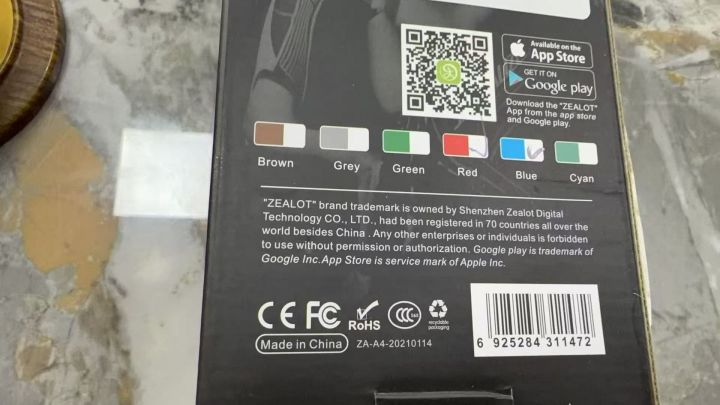 Available on the
App Store
GET IT ON
Google play
Download the "ZEALOT"
App from the app store
and Google play.
Brown
Grey
Green
Red
Blue
Cyan
"ZEALOT" brand trademark is owned by Shenzhen Zealot Digital
Technology CO., LTD., had been registered in 70 countries all over the
world besides China . Any other enterprises or individuals is forbidden
to use without permission or authorization. Google play is trademark of
Google Inc.App Store is service mark of Apple Inc.
CE FC RoHS CCC
recyclable
packaging
Made in China ZA-A4-20210114
6 925284 311472